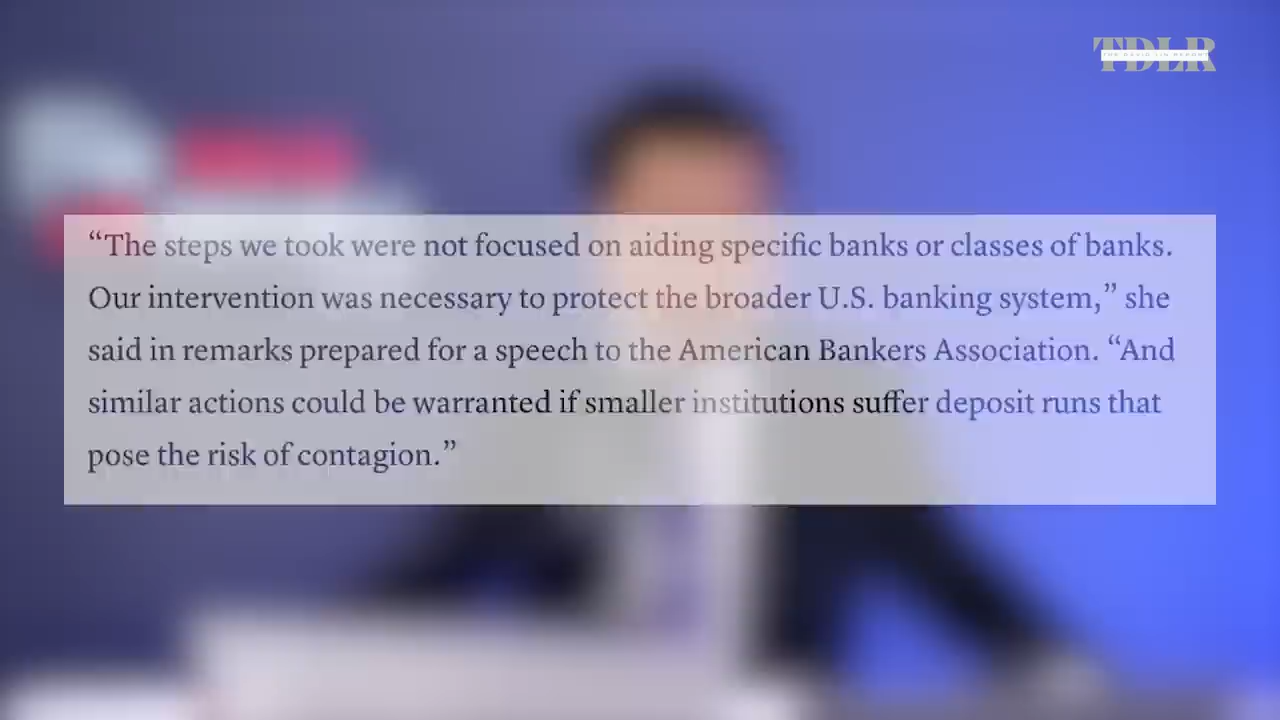 TDLR
“The steps we took were not focused on aiding specific banks or classes of banks.
Our intervention was necessary to protect the broader U.S. banking system,” she
said in remarks prepared for a speech to the American Bankers Association. “And
similar actions could be warranted if smaller institutions suffer deposit runs that
pose the risk of contagion.”